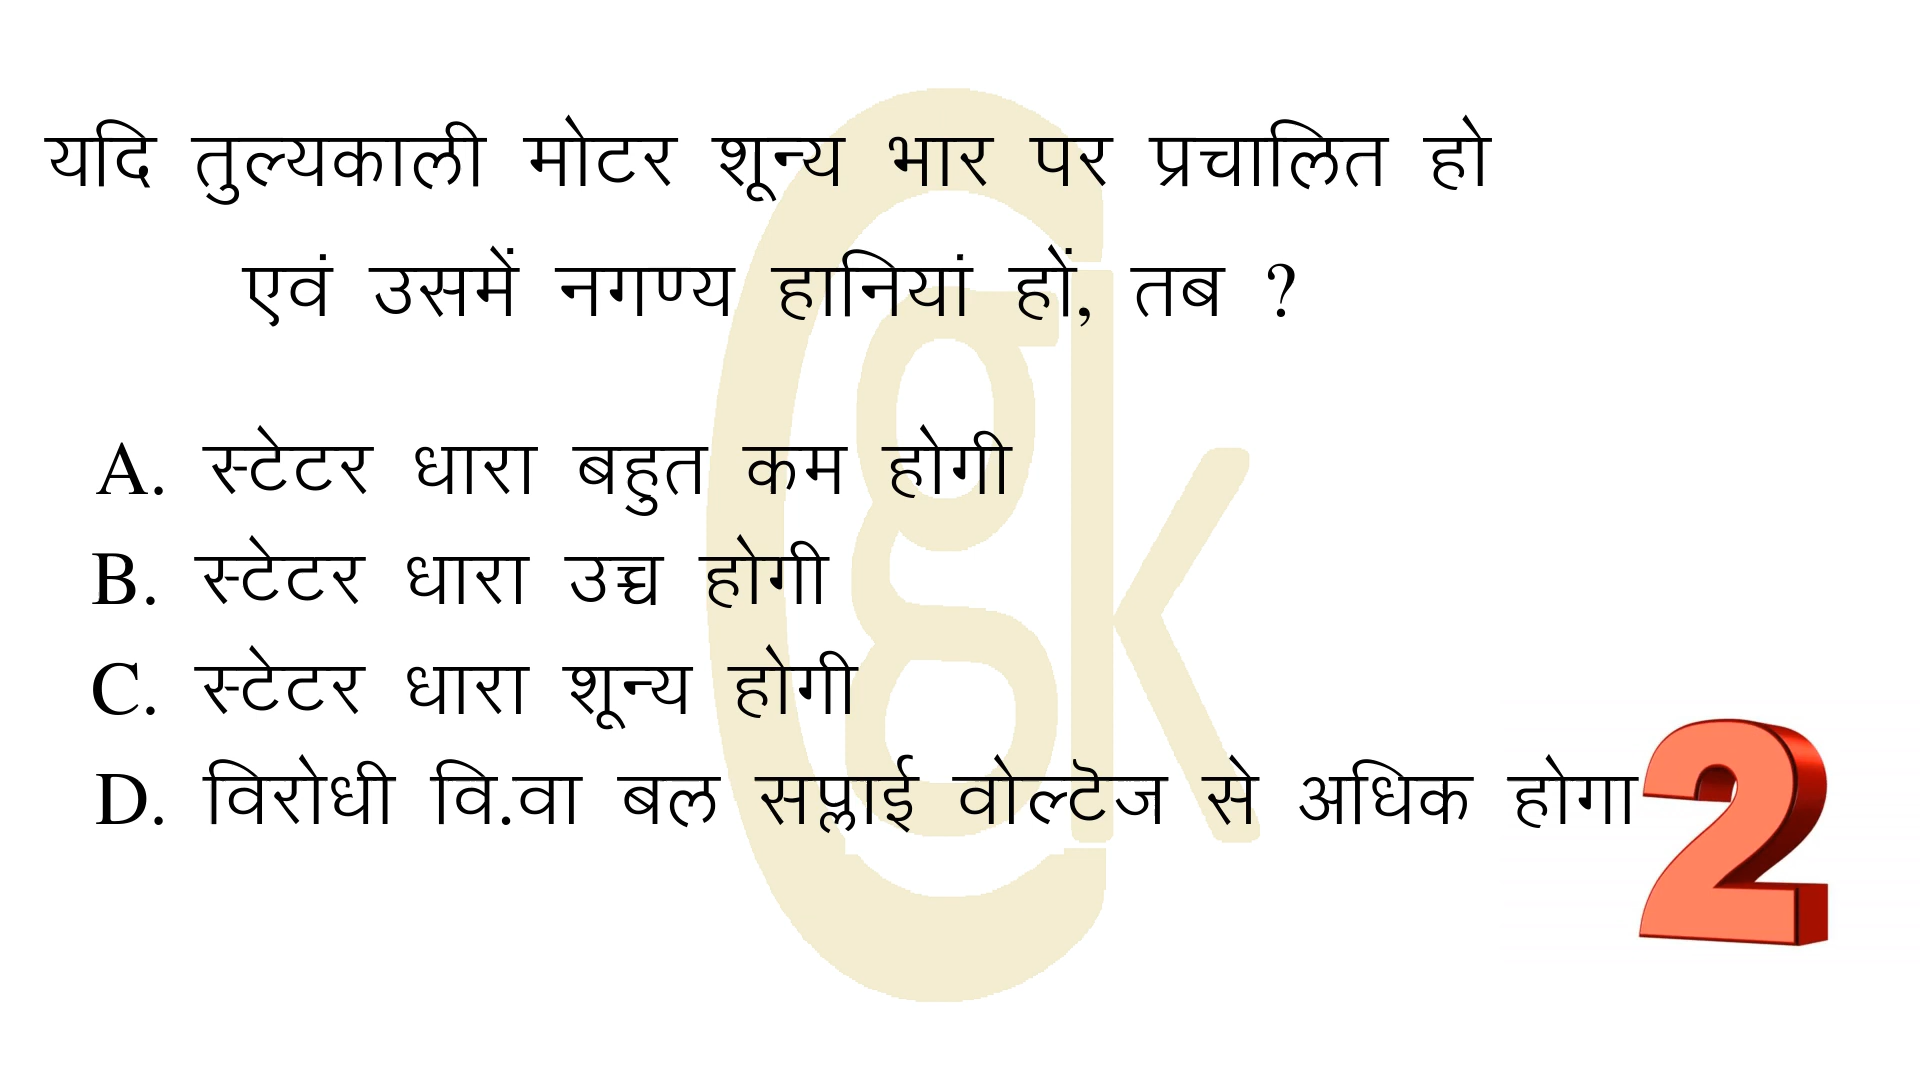 यदि तुल्यकाली मोटर शून्य भार पर प्रचालित हो
एवं उसमें नगण्य हानियां हों, तब ?
A. स्टेटर धारा बहुत कम होगी
B. स्टेटर धारा उच्च होगी
C. स्टेटर धारा शून्य होगी
D. विरोधी वि.वा बल सप्लाई वोल्टॆज से अधिक होगा
2
Cgk